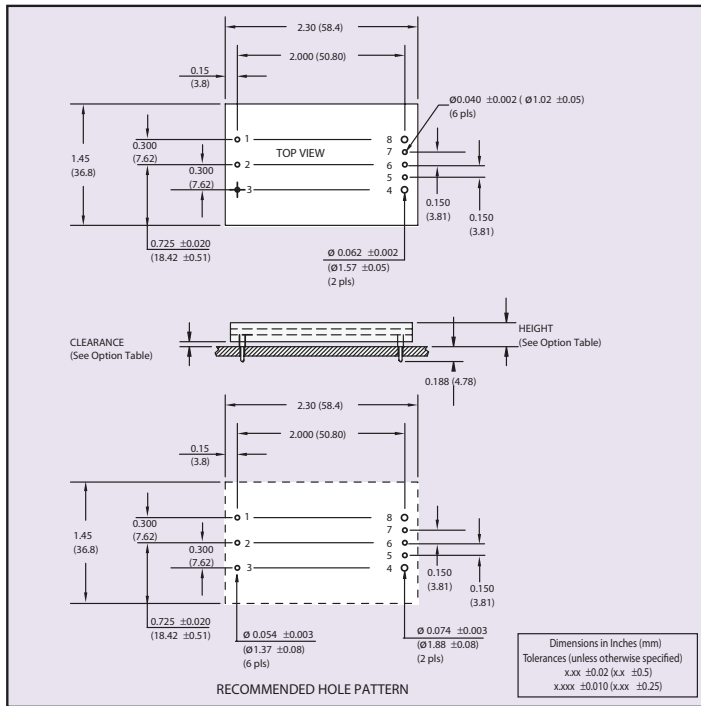 2.30 (58.4)
2.000 (50.80)
0.15
(3.8)
Ø0.040 ±0.002 ( Ø1.02 ±0.05)
(6 pls)
1.45
(36.8)
0.300
(7.62)
0.300
(7.62)
1
2
3
TOP VIEW
8
7
6
5
4
0.150
(3.81)
0.150
(3.81)
0.725 ±0.020
(18.42 ±0.51)
Ø 0.062 ±0.002
(Ø1.57 ±0.05)
(2 pls)
CLEARANCE
(See Option Table)
HEIGHT
(See Option Table)
0.188 (4.78)
2.30 (58.4)
2.000 (50.80)
0.15
(3.8)
1.45
(36.8)
0.300
(7.62)
0.300
(7.62)
1
2
3
8
7
6
5
4
0.150
(3.81)
0.150
(3.81)
0.725 ±0.020
(18.42 ±0.51)
Ø 0.054 ±0.003
(Ø1.37 ±0.08)
(6 pls)
Ø 0.074 ±0.003
(Ø1.88 ±0.08)
(2 pls)
RECOMMENDED HOLE PATTERN
Dimensions in Inches (mm)
Tolerances (unless otherwise specified)
x.xx ±0.02 (x.x ±0.5)
x.xxx ±0.010 (x.xx ±0.25)